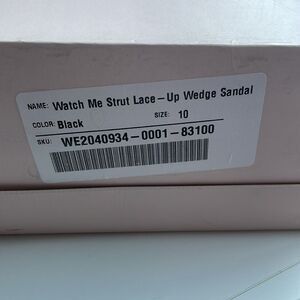 NAME: Watch Me Strut Lace-Up Wedge Sandal
COLOR: Black SIZE: 10
SKU: WE2040934-0001-83100